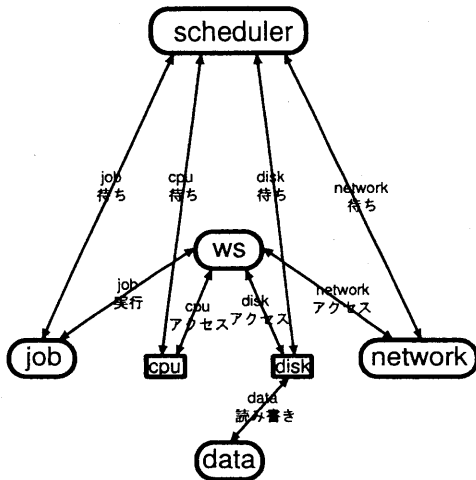 scheduler
job
待ち
cpu
待ち
disk
待ち
network
待ち
ws
job
実行
cpu
アクセス
disk
アクセス
network
アクセス
job
cpu
disk
network
data
読み書き
data